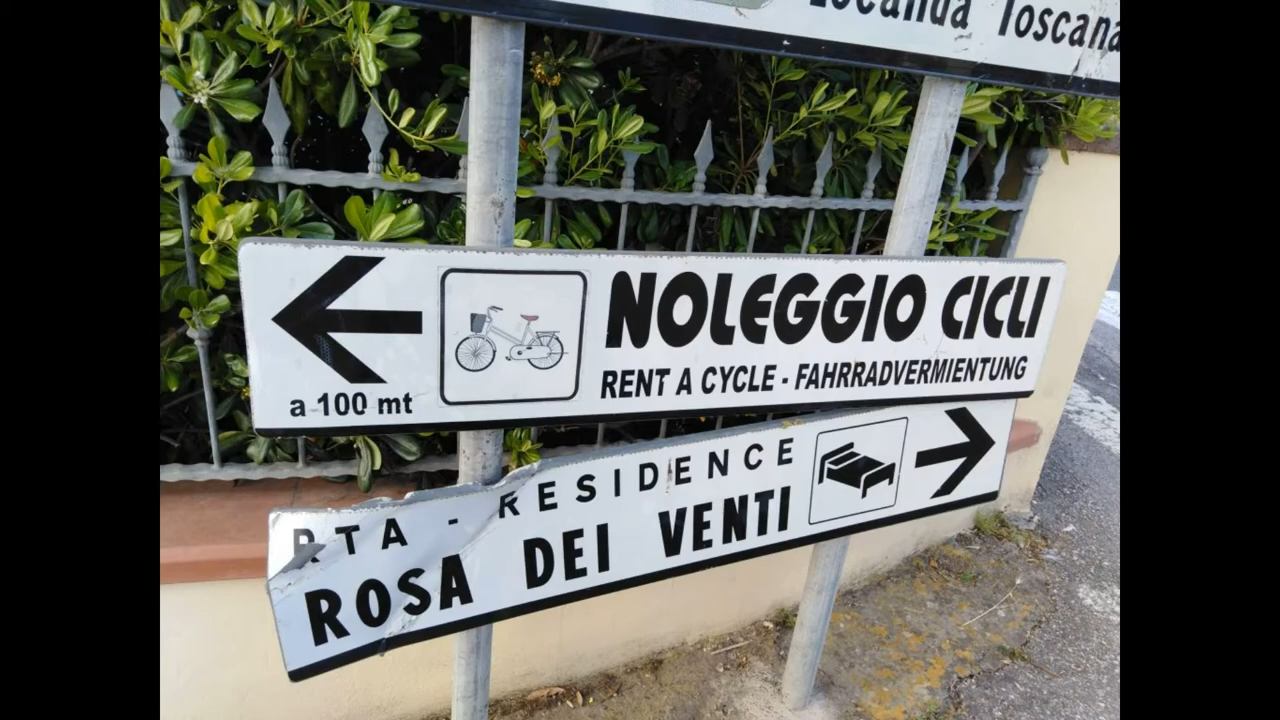 Locanda Toscana
NOLEGGIO CICLI
RENT A CYCLE - FAHRRADVERMIENTUNG
a 100 mt
RTA - RESIDENCE
ROSA DEI VENTI